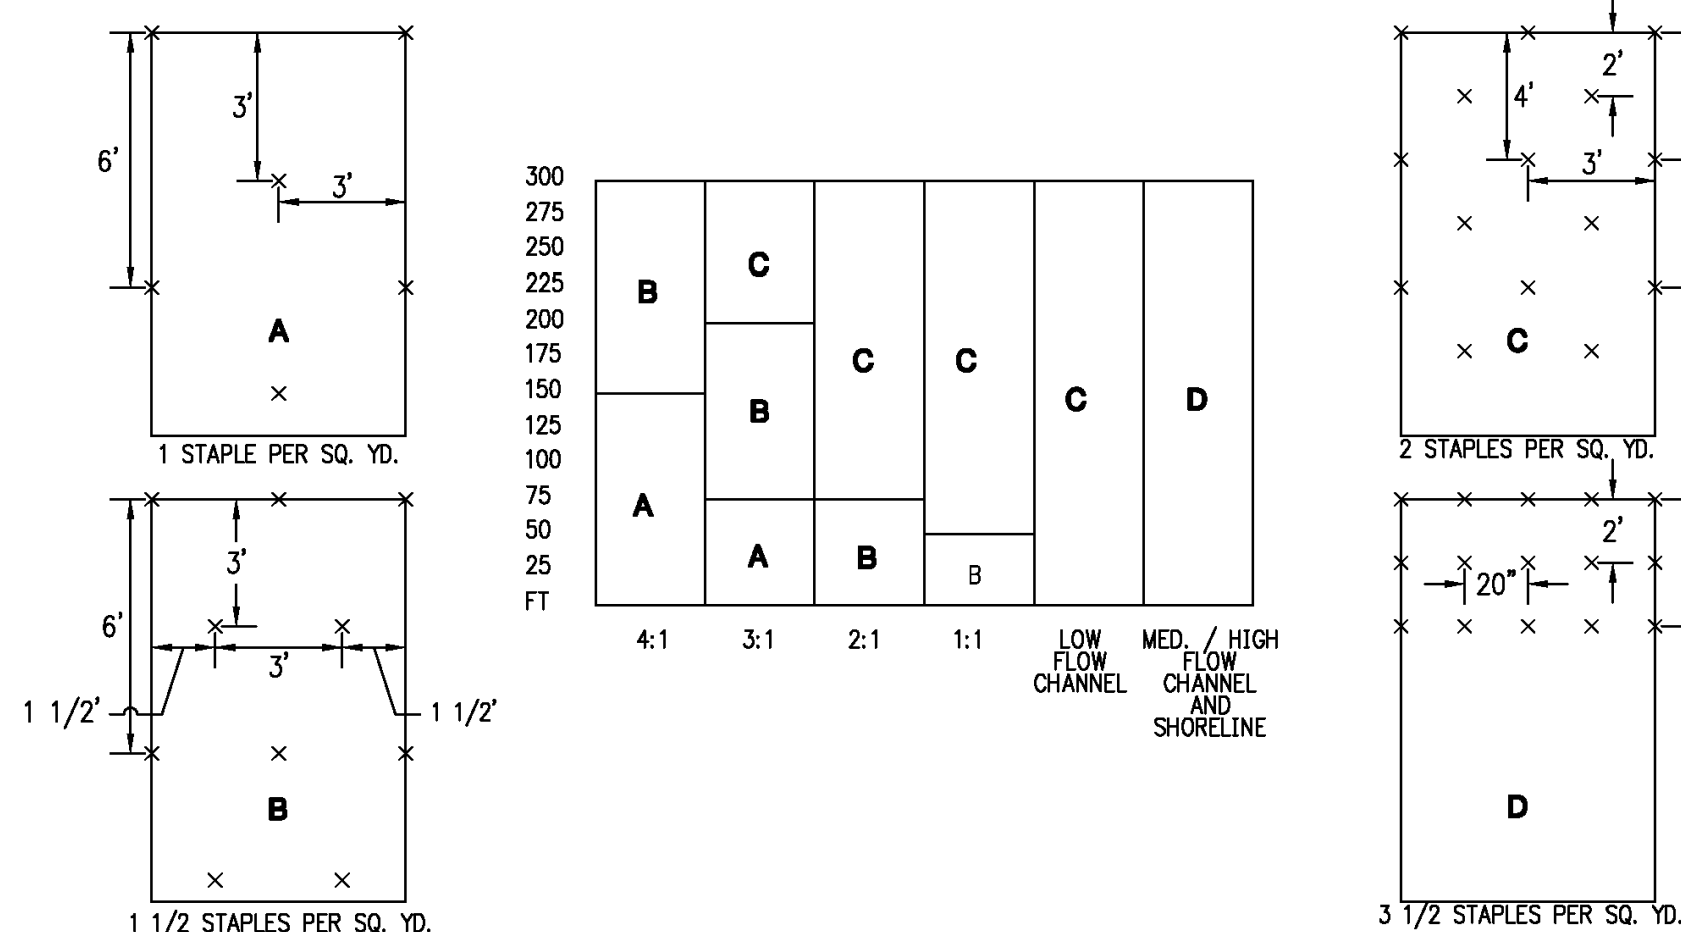 6'
3'
3'
A
1 STAPLE PER SQ. YD.
6'
3'
3'
1 1/2'
1 1/2'
B
1 1/2 STAPLES PER SQ. YD.
300
275
250
225
200
175
150
125
100
75
50
25
FT
B
A
C
B
A
C
B
C
B
C
D
4:1
3:1
2:1
1:1
LOW
FLOW
CHANNEL
MED. / HIGH
FLOW
CHANNEL
AND
SHORELINE
2'
4'
3'
C
2 STAPLES PER SQ. YD.
2'
20"
D
3 1/2 STAPLES PER SQ. YD.